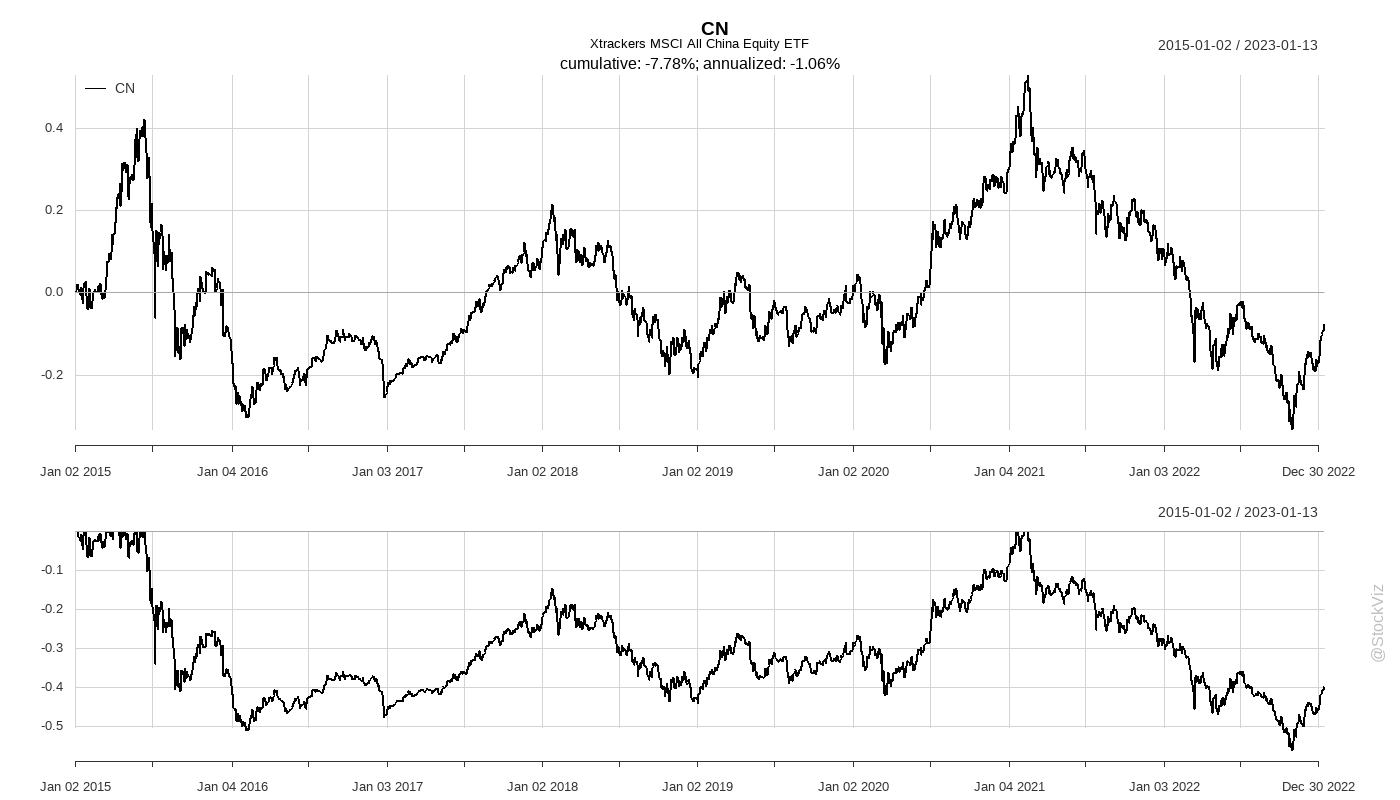 CN
Xtrackers MSCI All China Equity ETF
2015-01-02 / 2023-01-13
cumulative: -7.78%; annualized: -1.06%
CN
0.4
0.2
0.0
-0.2
Jan 02 2015 Jan 04 2016 Jan 03 2017 Jan 02 2018 Jan 02 2019 Jan 02 2020 Jan 04 2021 Jan 03 2022 Dec 30 2022
2015-01-02 / 2023-01-13
-0.1
-0.2
-0.3
-0.4
-0.5
Jan 02 2015 Jan 04 2016 Jan 03 2017 Jan 02 2018 Jan 02 2019 Jan 02 2020 Jan 04 2021 Jan 03 2022 Dec 30 2022
@StockViz